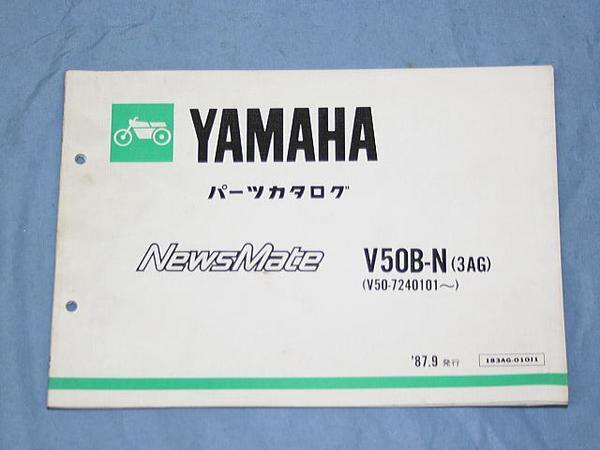 YAMAHA
パーツカタログ
NewsMate V50B-N (3AG)
(V50-7240101〜)
'87.9 発行 183AG-010J1